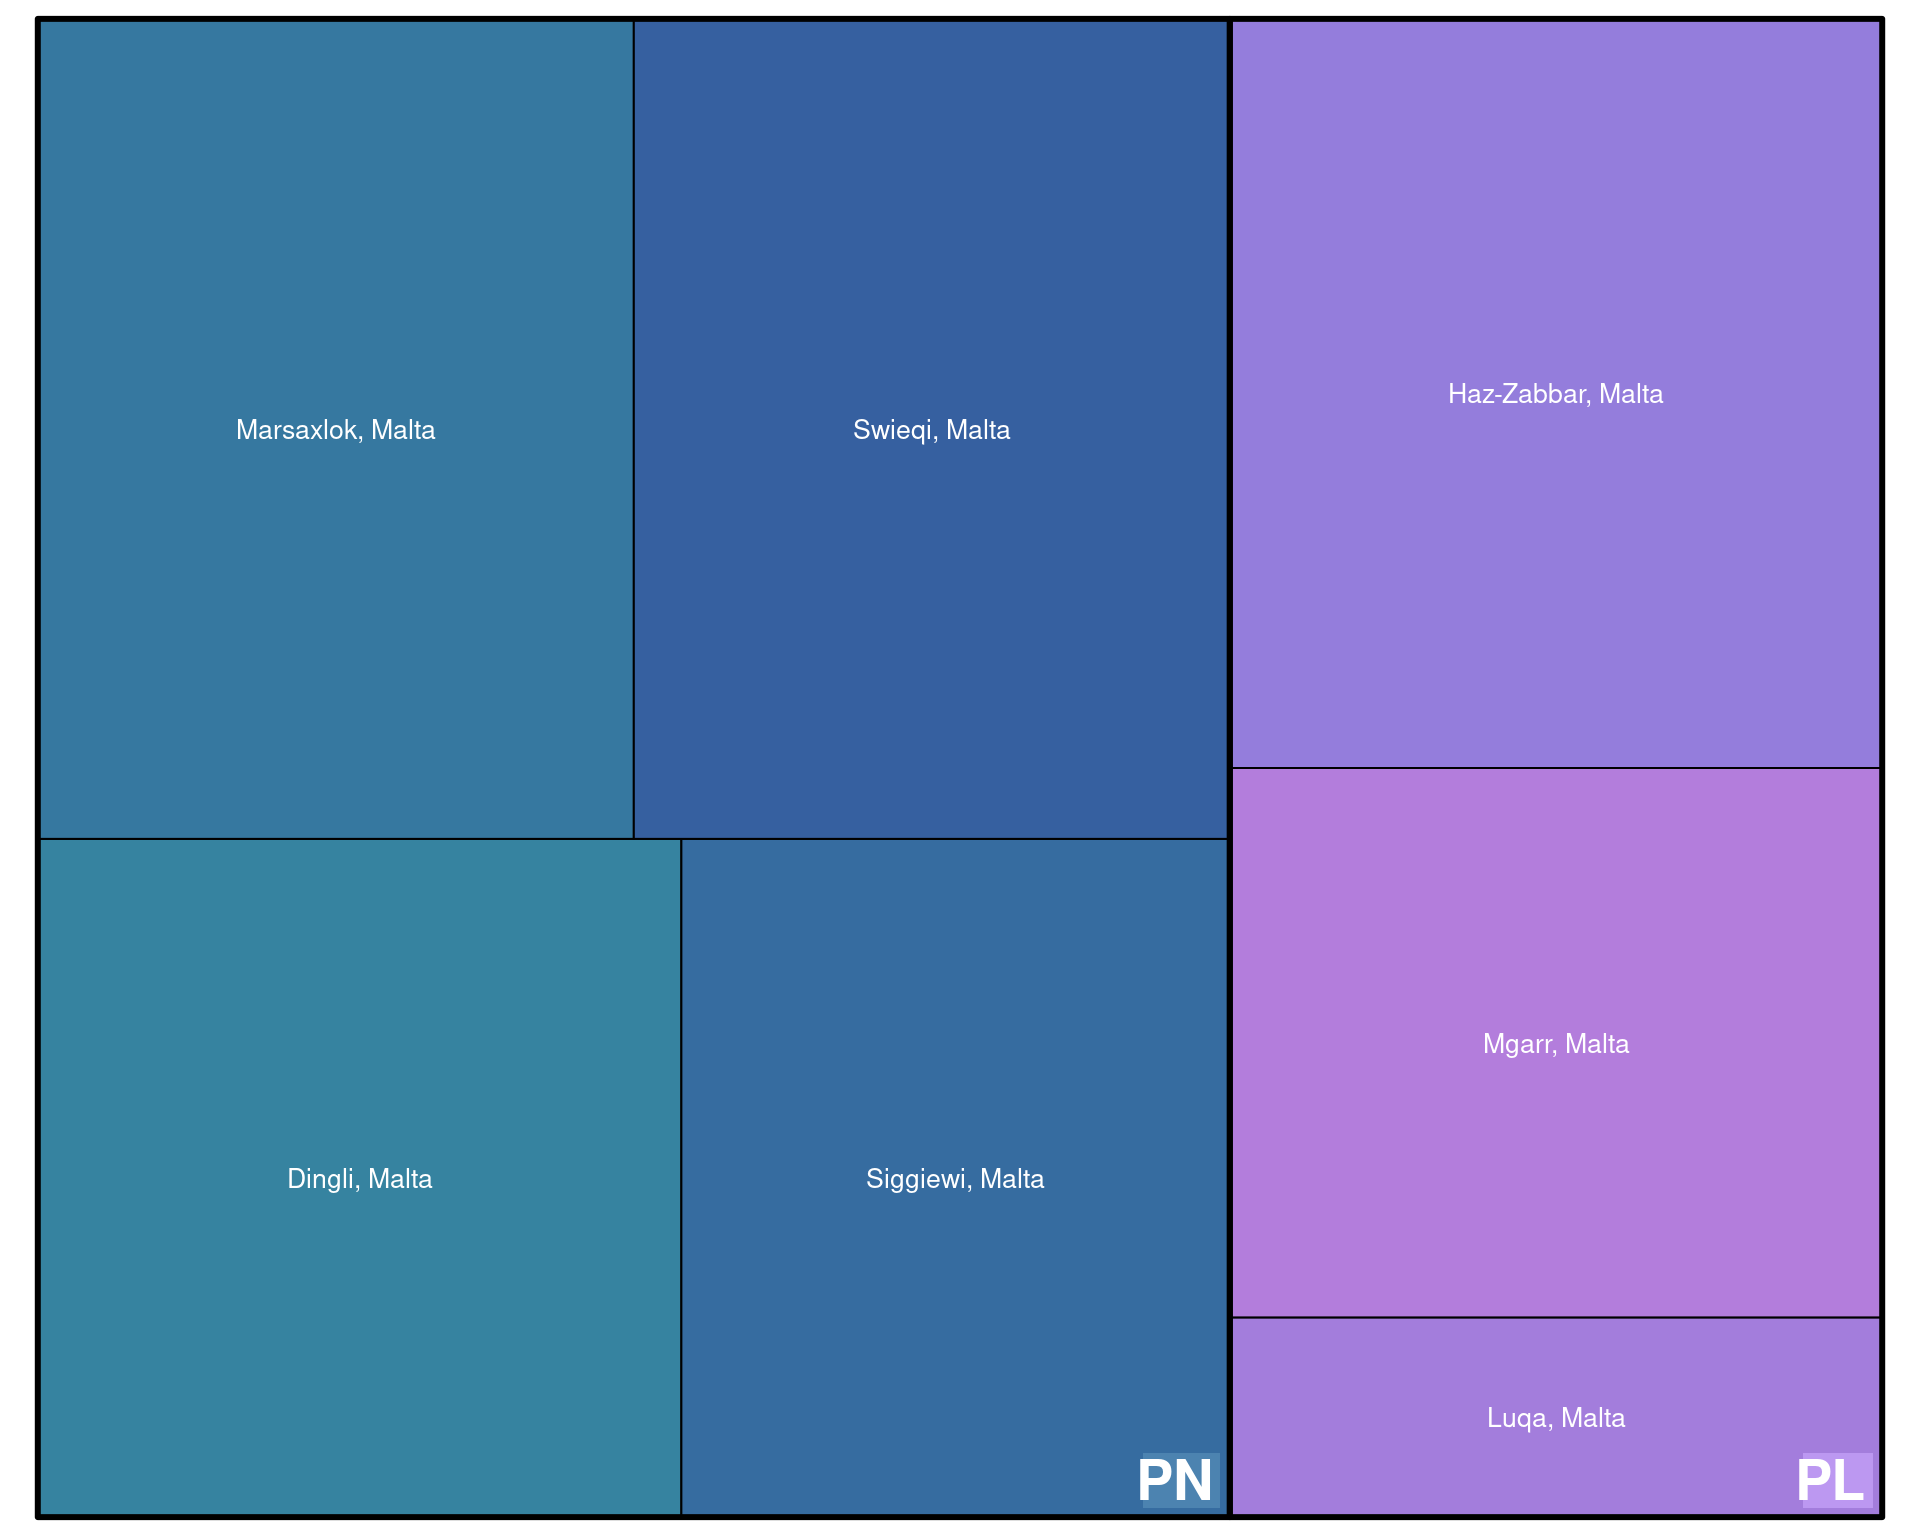 Marsaxlok, Malta
Swieqi, Malta
Dingli, Malta
Siggiewi, Malta
PN
Haz-Zabbar, Malta
Mgarr, Malta
Luqa, Malta
PL